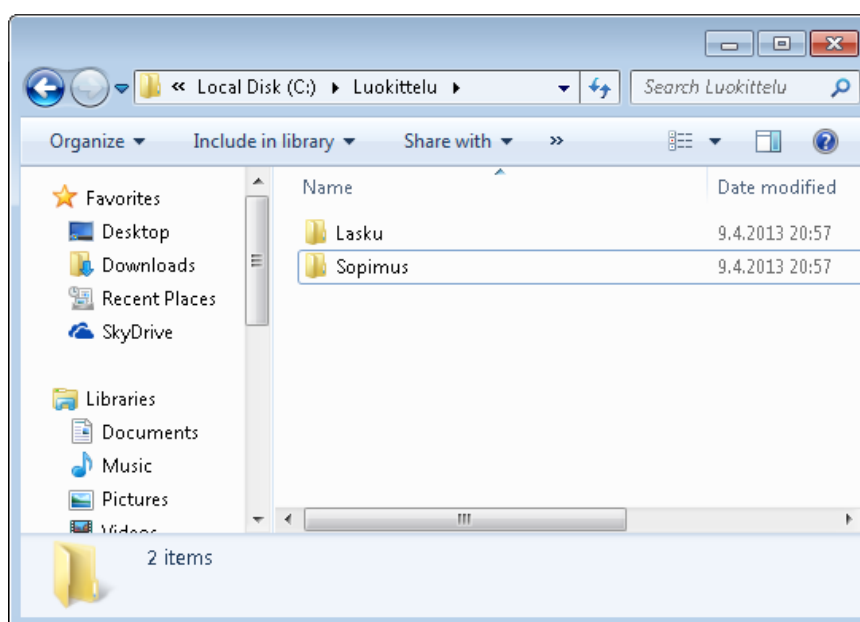 « Local Disk (C:) Luokittelu
Search Luokittelu
Organize Include in library Share with »
Name Date modified
Favorites
Desktop
Downloads
Recent Places
SkyDrive
Libraries
Documents
Music
Pictures
Videos
Lasku 9.4.2013 20:57
Sopimus 9.4.2013 20:57
2 items